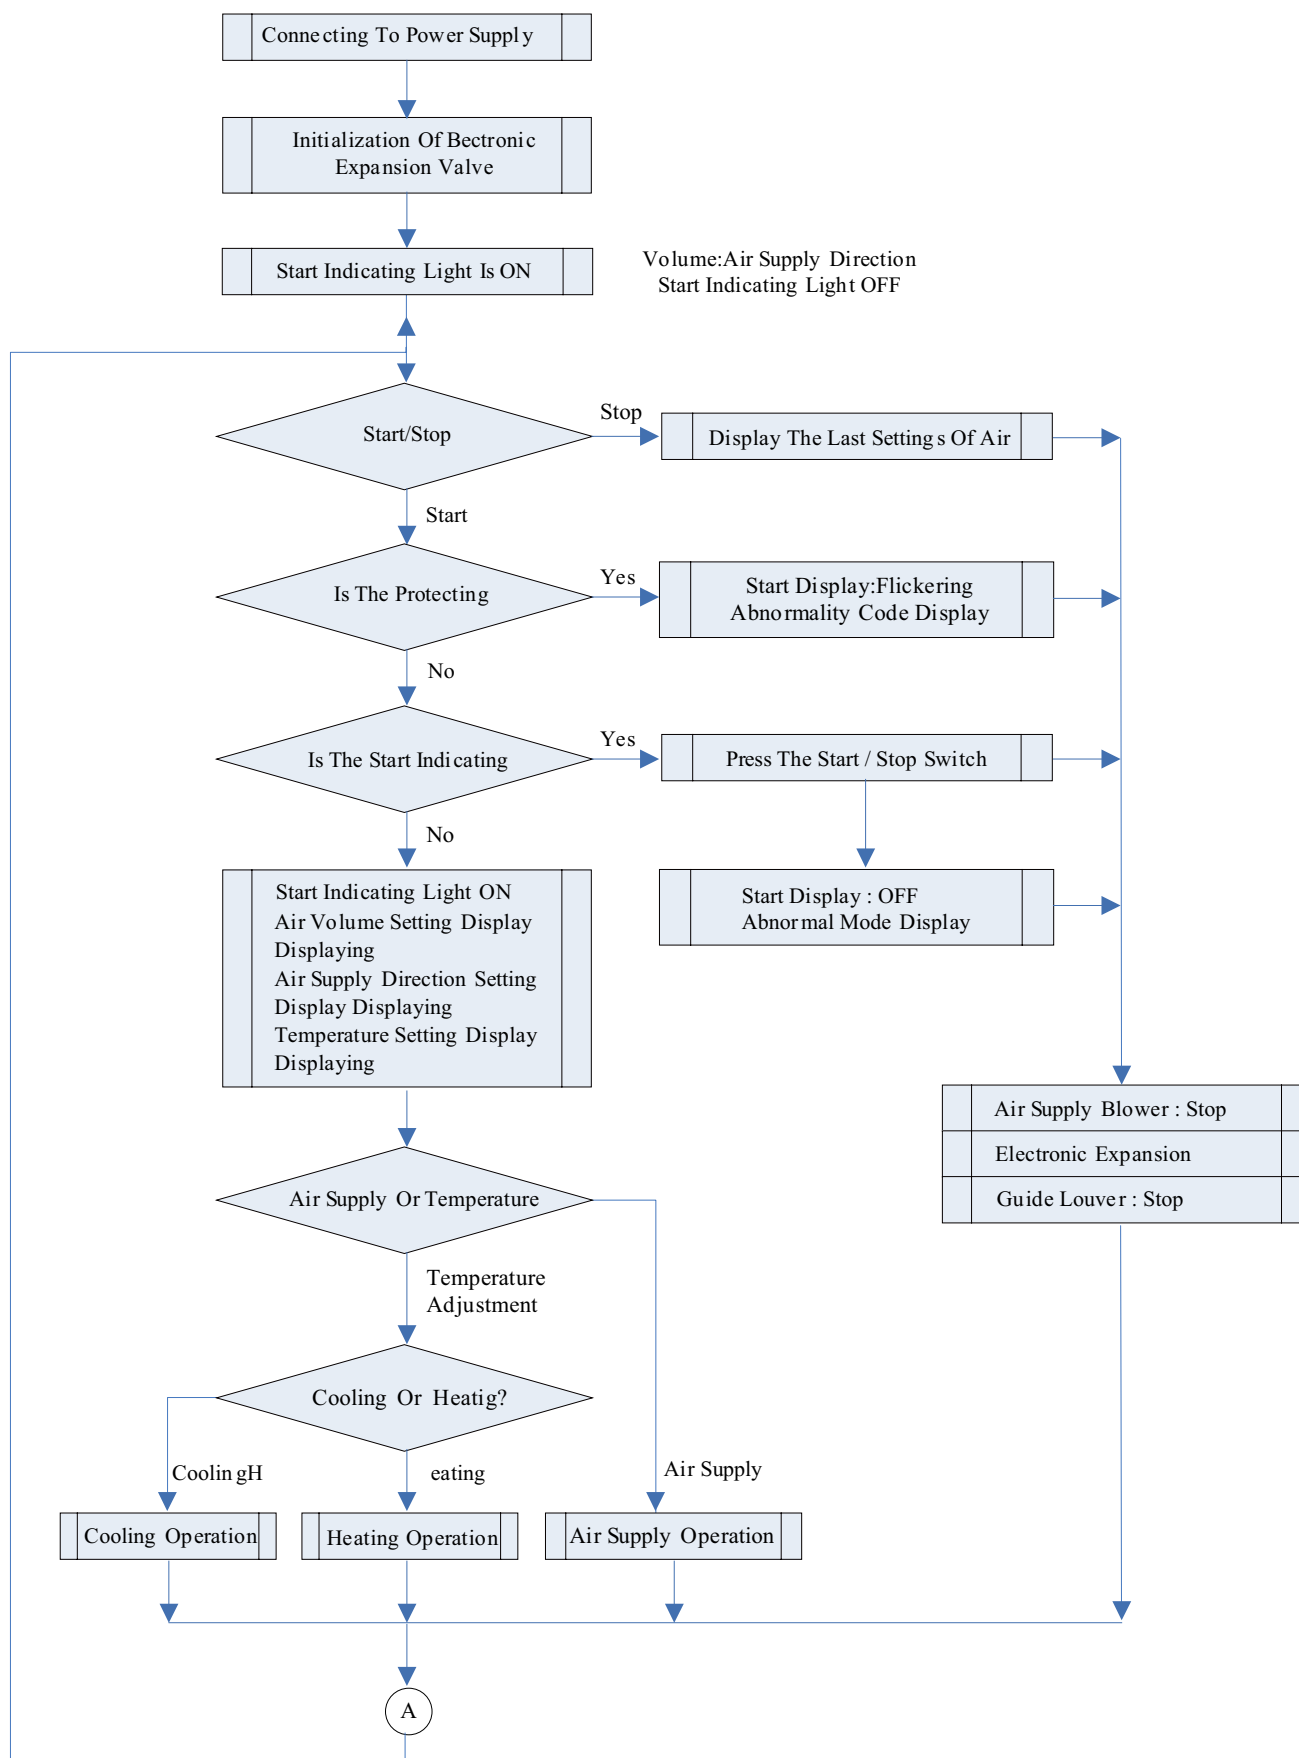 Connecting To Power Supply
Initialization Of Bectronic
Expansion Valve
Start Indicating Light Is ON
Volume:Air Supply Direction
Start Indicating Light OFF
Start/Stop
Stop
Display The Last Settings Of Air
Start
Is The Protecting
Yes
Start Display:Flickering
Abnormality Code Display
No
Is The Start Indicating
Yes
Press The Start / Stop Switch
No
Start Indicating Light ON
Air Volume Setting Display
Displaying
Air Supply Direction Setting
Display Displaying
Temperature Setting Display
Displaying
Start Display : OFF
Abnormal Mode Display
Air Supply Blower : Stop
Electronic Expansion
Guide Louver : Stop
Air Supply Or Temperature
Temperature
Adjustment
Cooling Or Heatig?
Coolin gH
eating
Air Supply
Cooling Operation
Heating Operation
Air Supply Operation
A